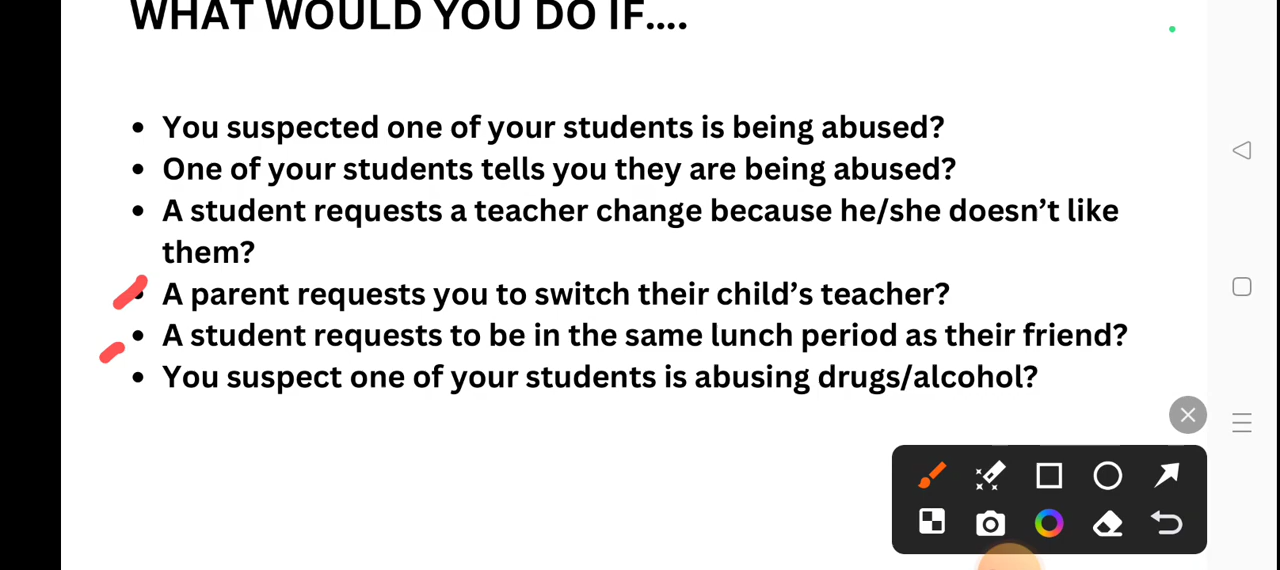 WHAT WOULD YOU DO IF....
• You suspected one of your students is being abused?
• One of your students tells you they are being abused?
• A student requests a teacher change because he/she doesn’t like
them?
• A parent requests you to switch their child’s teacher?
• A student requests to be in the same lunch period as their friend?
• You suspect one of your students is abusing drugs/alcohol?